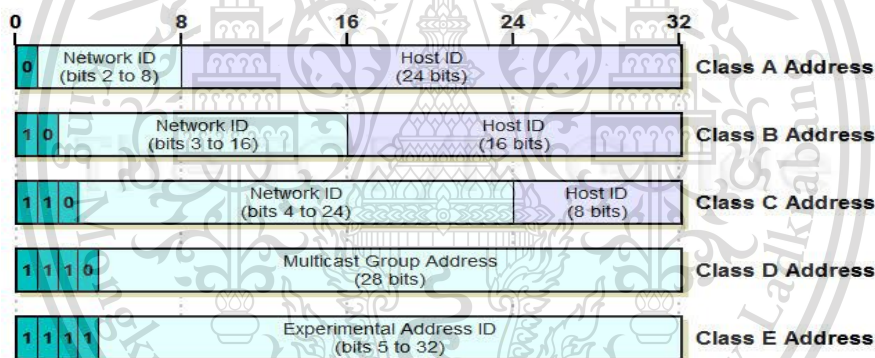 0 8 16 24 32
0 Network ID (bits 2 to 8) Host ID (24 bits) Class A Address
1 0 Network ID (bits 3 to 16) Host ID (16 bits) Class B Address
1 1 0 Network ID (bits 4 to 24) Host ID (8 bits) Class C Address
1 1 1 0 Multicast Group Address (28 bits) Class D Address
1 1 1 1 Experimental Address ID (bits 5 to 32) Class E Address
Ladkrabang